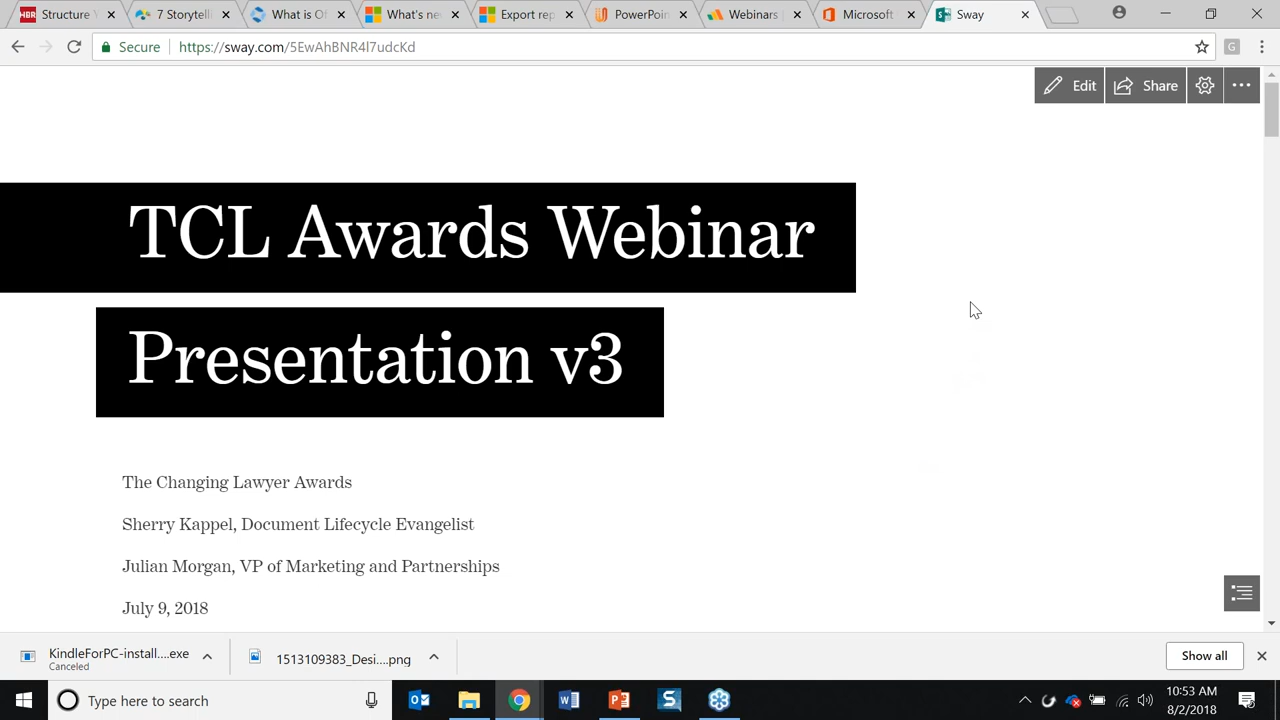 Structure Y
7 Storytelli
What is Of
What's ne
Export rep
PowerPoin
Webinars
Microsoft
Sway
Secure
https://sway.com/5EwAhBNR4l7udcKd
G
Edit
Share
TCL Awards Webinar
Presentation v3
The Changing Lawyer Awards
Sherry Kappel, Document Lifecycle Evangelist
Julian Morgan, VP of Marketing and Partnerships
July 9, 2018
KindleForPC-install....exe
Canceled
1513109383_Desi....png
Show all
Type here to search
10:53 AM
8/2/2018